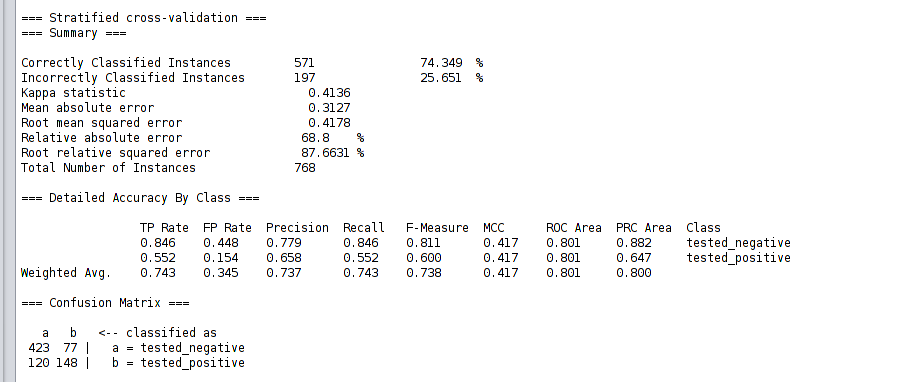 === Stratified cross-validation ===
=== Summary ===
Correctly Classified Instances 571 74.349 %
Incorrectly Classified Instances 197 25.651 %
Kappa statistic 0.4136
Mean absolute error 0.3127
Root mean squared error 0.4178
Relative absolute error 68.8 %
Root relative squared error 87.6631 %
Total Number of Instances 768
=== Detailed Accuracy By Class ===
TP Rate FP Rate Precision Recall F-Measure MCC ROC Area PRC Area Class
0.846 0.448 0.779 0.846 0.811 0.417 0.801 0.882 tested_negative
0.552 0.154 0.658 0.552 0.600 0.417 0.801 0.647 tested_positive
Weighted Avg. 0.743 0.345 0.737 0.743 0.738 0.417 0.801 0.800
=== Confusion Matrix ===
a b <-- classified as
423 77 | a = tested_negative
120 148 | b = tested_positive